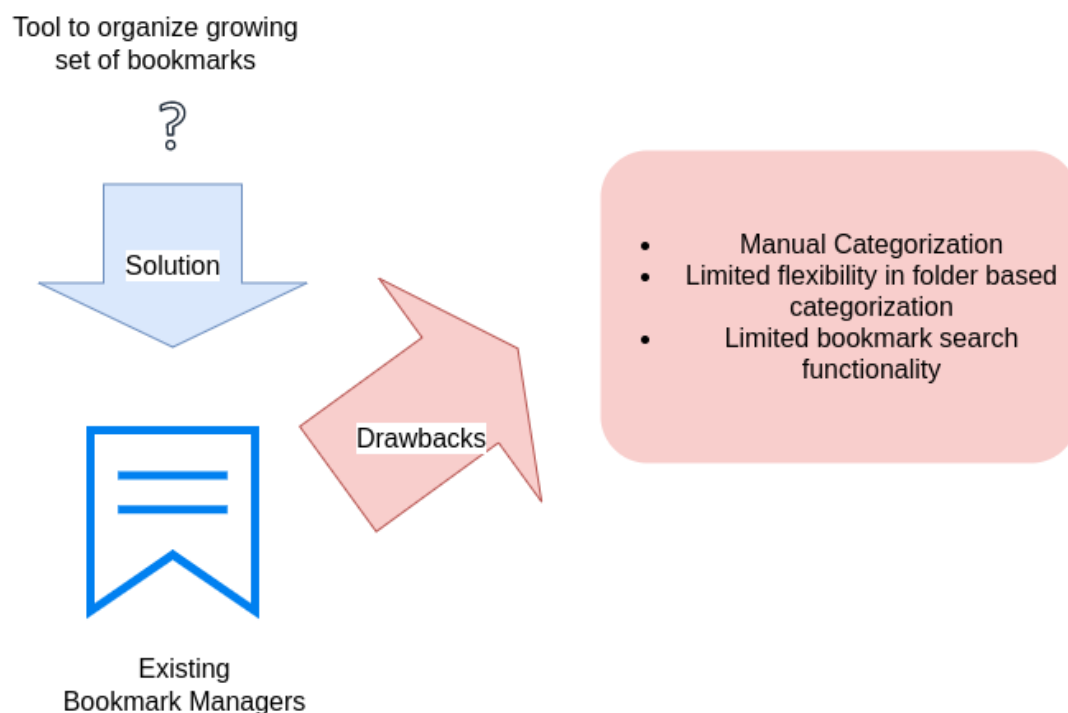 Tool to organize growing
set of bookmarks
?
Solution
Drawbacks
• Manual Categorization
• Limited flexibility in folder based
categorization
• Limited bookmark search
functionality
Existing
Bookmark Managers